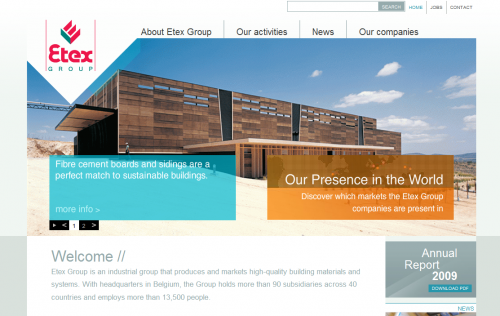 SEARCH
HOME
JOBS
CONTACT
Etex
GROUP
About Etex Group
Our activities
News
Our companies
Fibre cement boards and sidings are a
perfect match to sustainable buildings.
more info >
1 2
Our Presence in the World
Discover which markets the Etex Group
companies are present in
Welcome //
Etex Group is an industrial group that produces and markets high-quality building materials and
systems. With headquarters in Belgium, the Group holds more than 90 subsidiaries across 40
countries and employs more than 13,500 people.
Annual
Report
2009
DOWNLOAD PDF
NEWS